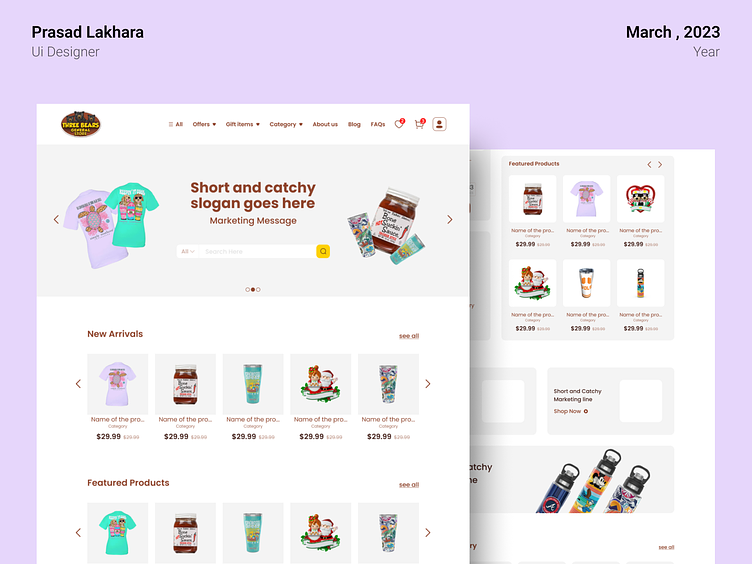 Prasad Lakhara
Ui Designer
March , 2023
Year
THREE BEARS
GENERAL
STORE
All
Offers
Gift items
Category
About us
Blog
FAQs
2
2
Short and catchy
slogan goes here
Marketing Message
All
Search Here
Bone
Suckin'
Sauce
New Arrivals
see all
Name of the pro...
Category
$29.99 $29.99
Name of the pro...
Category
$29.99 $29.99
Name of the pro...
Category
$29.99 $29.99
Name of the pro...
Category
$29.99 $29.99
Name of the pro...
Category
$29.99 $29.99
Featured Products
see all
Featured Products
Name of the pro...
Category
$29.99 $29.99
Name of the pro...
Category
$29.99 $29.99
Name of the pro...
Category
$29.99 $29.99
Name of the pro...
Category
$29.99 $29.99
Name of the pro...
Category
$29.99 $29.99
Name of the pro...
Category
$29.99 $29.99
Short and Catchy
Marketing line
Shop Now
atchy
ne
ry
see all